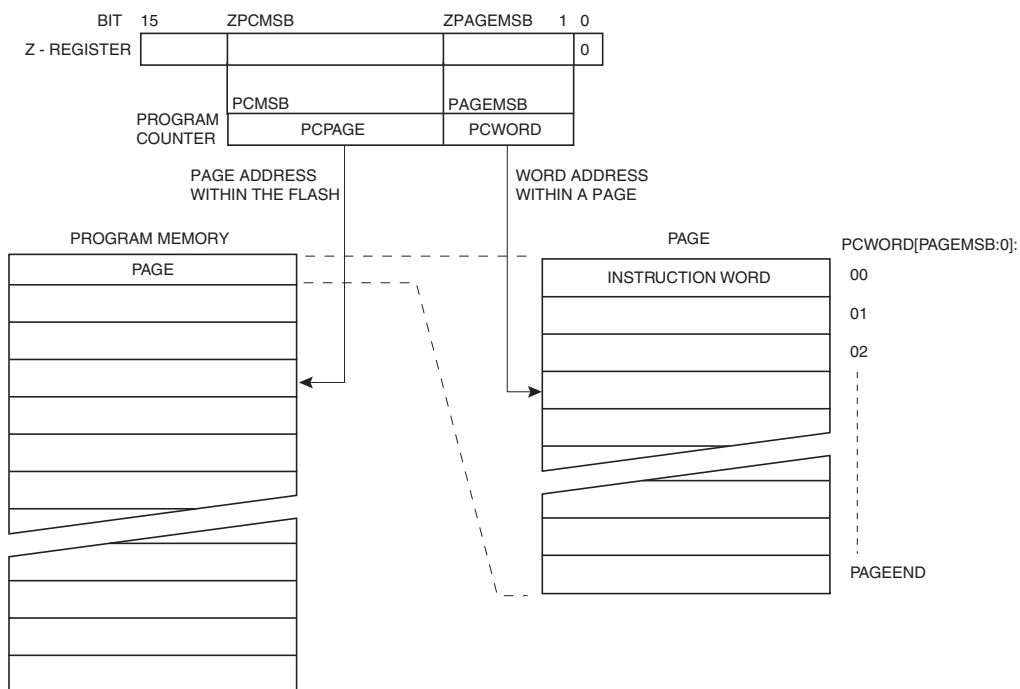 BIT 15 ZPCMSB ZPAGEMSB 1 0
Z - REGISTER 0
PCMSB PAGEMSB
PROGRAM
COUNTER
PCPAGE PCWORD
PAGE ADDRESS
WITHIN THE FLASH
WORD ADDRESS
WITHIN A PAGE
PROGRAM MEMORY
PAGE
PAGE
PCWORD[PAGEMSB:0]:
INSTRUCTION WORD
00
01
02
PAGEEND